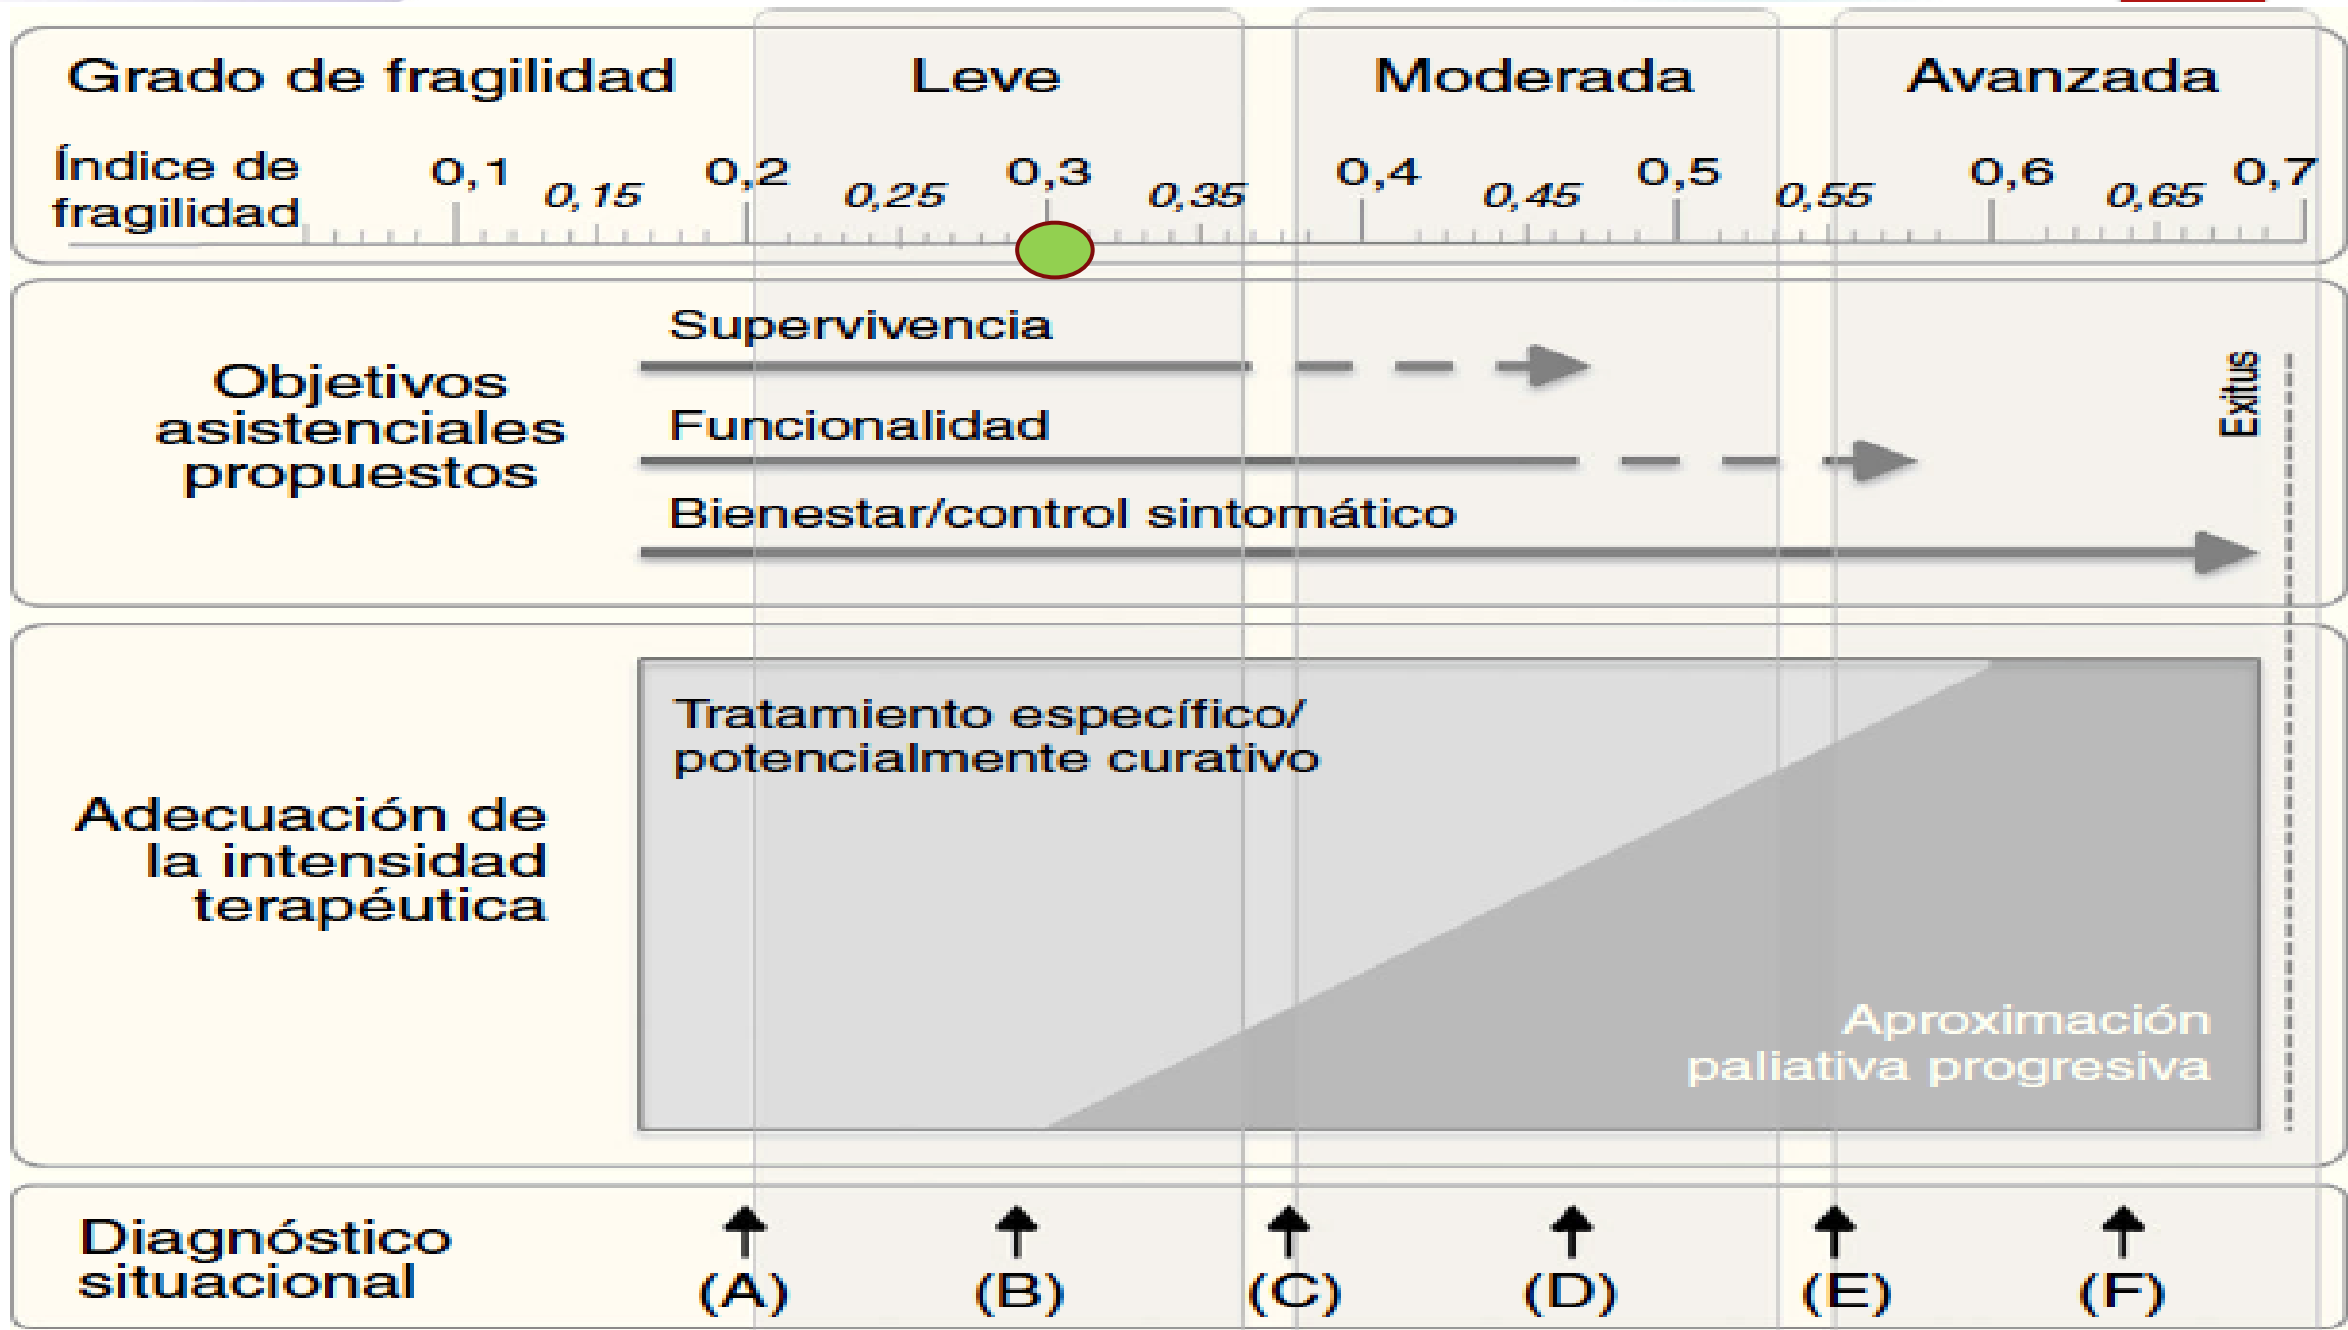 Grado de fragilidad Leve Moderada Avanzada
Índice de
fragilidad
0,1 0,15 0,2 0,25 0,3 0,35 0,4 0,45 0,5 0,55 0,6 0,65 0,7
Objetivos
asistenciales
propuestos
Supervivencia
Funcionalidad
Bienestar/control sintomático
Exitus
Adecuación de
la intensidad
terapéutica
Tratamiento específico/
potencialmente curativo
Aproximación
paliativa progresiva
Diagnóstico
situacional
(A) (B) (C) (D) (E) (F)